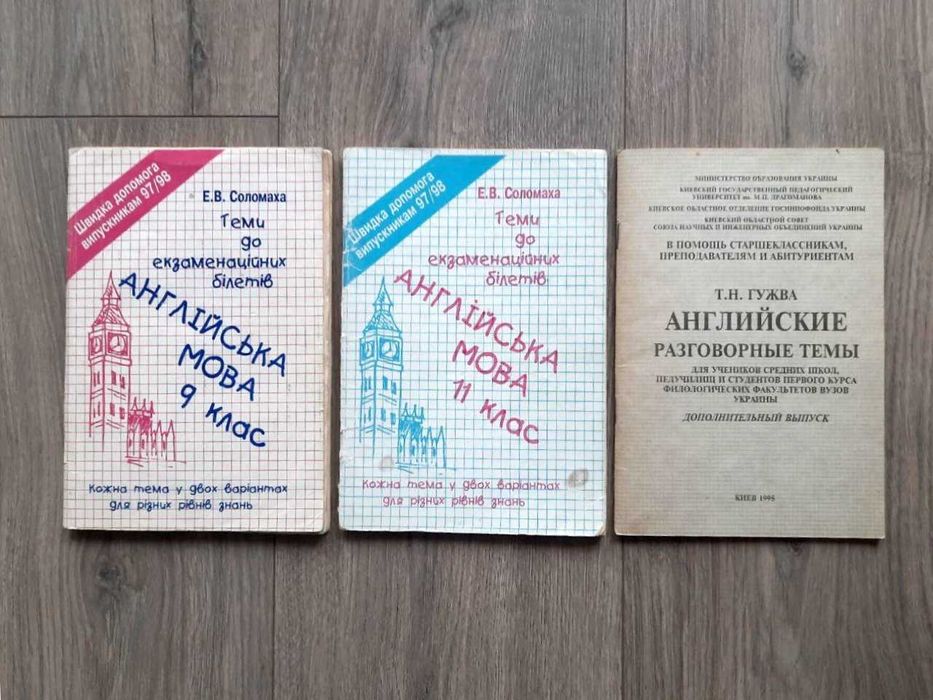 Швидка допомога
випускникам 97/98
Е.В. Соломаха
Теми
до
екзаменаційних
білетів
АНГЛІЙСЬКА
МОВА
9 клас
Кожна тема у двох варіантах
для різних рівнів знань
Швидка допомога
випускникам 97/98
Е.В. Соломаха
Теми
до
екзаменаційних
білетів
АНГЛІЙСЬКА
МОВА
11 клас
Кожна тема у двох варіантах
для різних рівнів знань
МИНИСТЕРСТВО ОБРАЗОВАНИЯ УКРАИНЫ
КИЕВСКИЙ ГОСУДАРСТВЕННЫЙ ПЕДАГОГИЧЕСКИЙ
УНИВЕРСИТЕТ им. М.П. ДРАГОМАНОВА
КИЕВСКОЕ ОБЛАСТНОЕ ОТДЕЛЕНИЕ ГОСИННОФОНДА УКРАИНЫ
КИЕВСКИЙ ОБЛАСТНОЙ СОВЕТ
СОЮЗА НАУЧНЫХ И ИНЖЕНЕРНЫХ ОБЪЕДИНЕНИЙ УКРАИНЫ
В ПОМОЩЬ СТАРШЕКЛАССНИКАМ,
ПРЕПОДАВАТЕЛЯМ И АБИТУРИЕНТАМ
Т.Н. ГУЖВА
АНГЛИЙСКИЕ
РАЗГОВОРНЫЕ ТЕМЫ
ДЛЯ УЧЕНИКОВ СРЕДНИХ ШКОЛ,
ПЕДУЧИЛИЩ И СТУДЕНТОВ ПЕРВОГО КУРСА
ФИЛОЛОГИЧЕСКИХ ФАКУЛЬТЕТОВ ВУЗОВ
УКРАИНЫ
ДОПОЛНИТЕЛЬНЫЙ ВЫПУСК
КИЕВ 1995